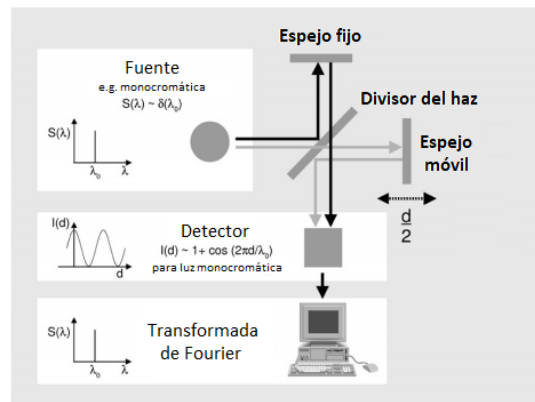 Espejo fijo
Fuente
e.g. monocromática
S(λ) ~ δ(λ₀)
S(λ)
λ₀ λ
Divisor del haz
Espejo
móvil
d
2
I(d)
d
Detector
I(d) ~ 1+ cos (2πd/λ₀)
para luz monocromática
S(λ)
λ₀ λ
Transformada
de Fourier